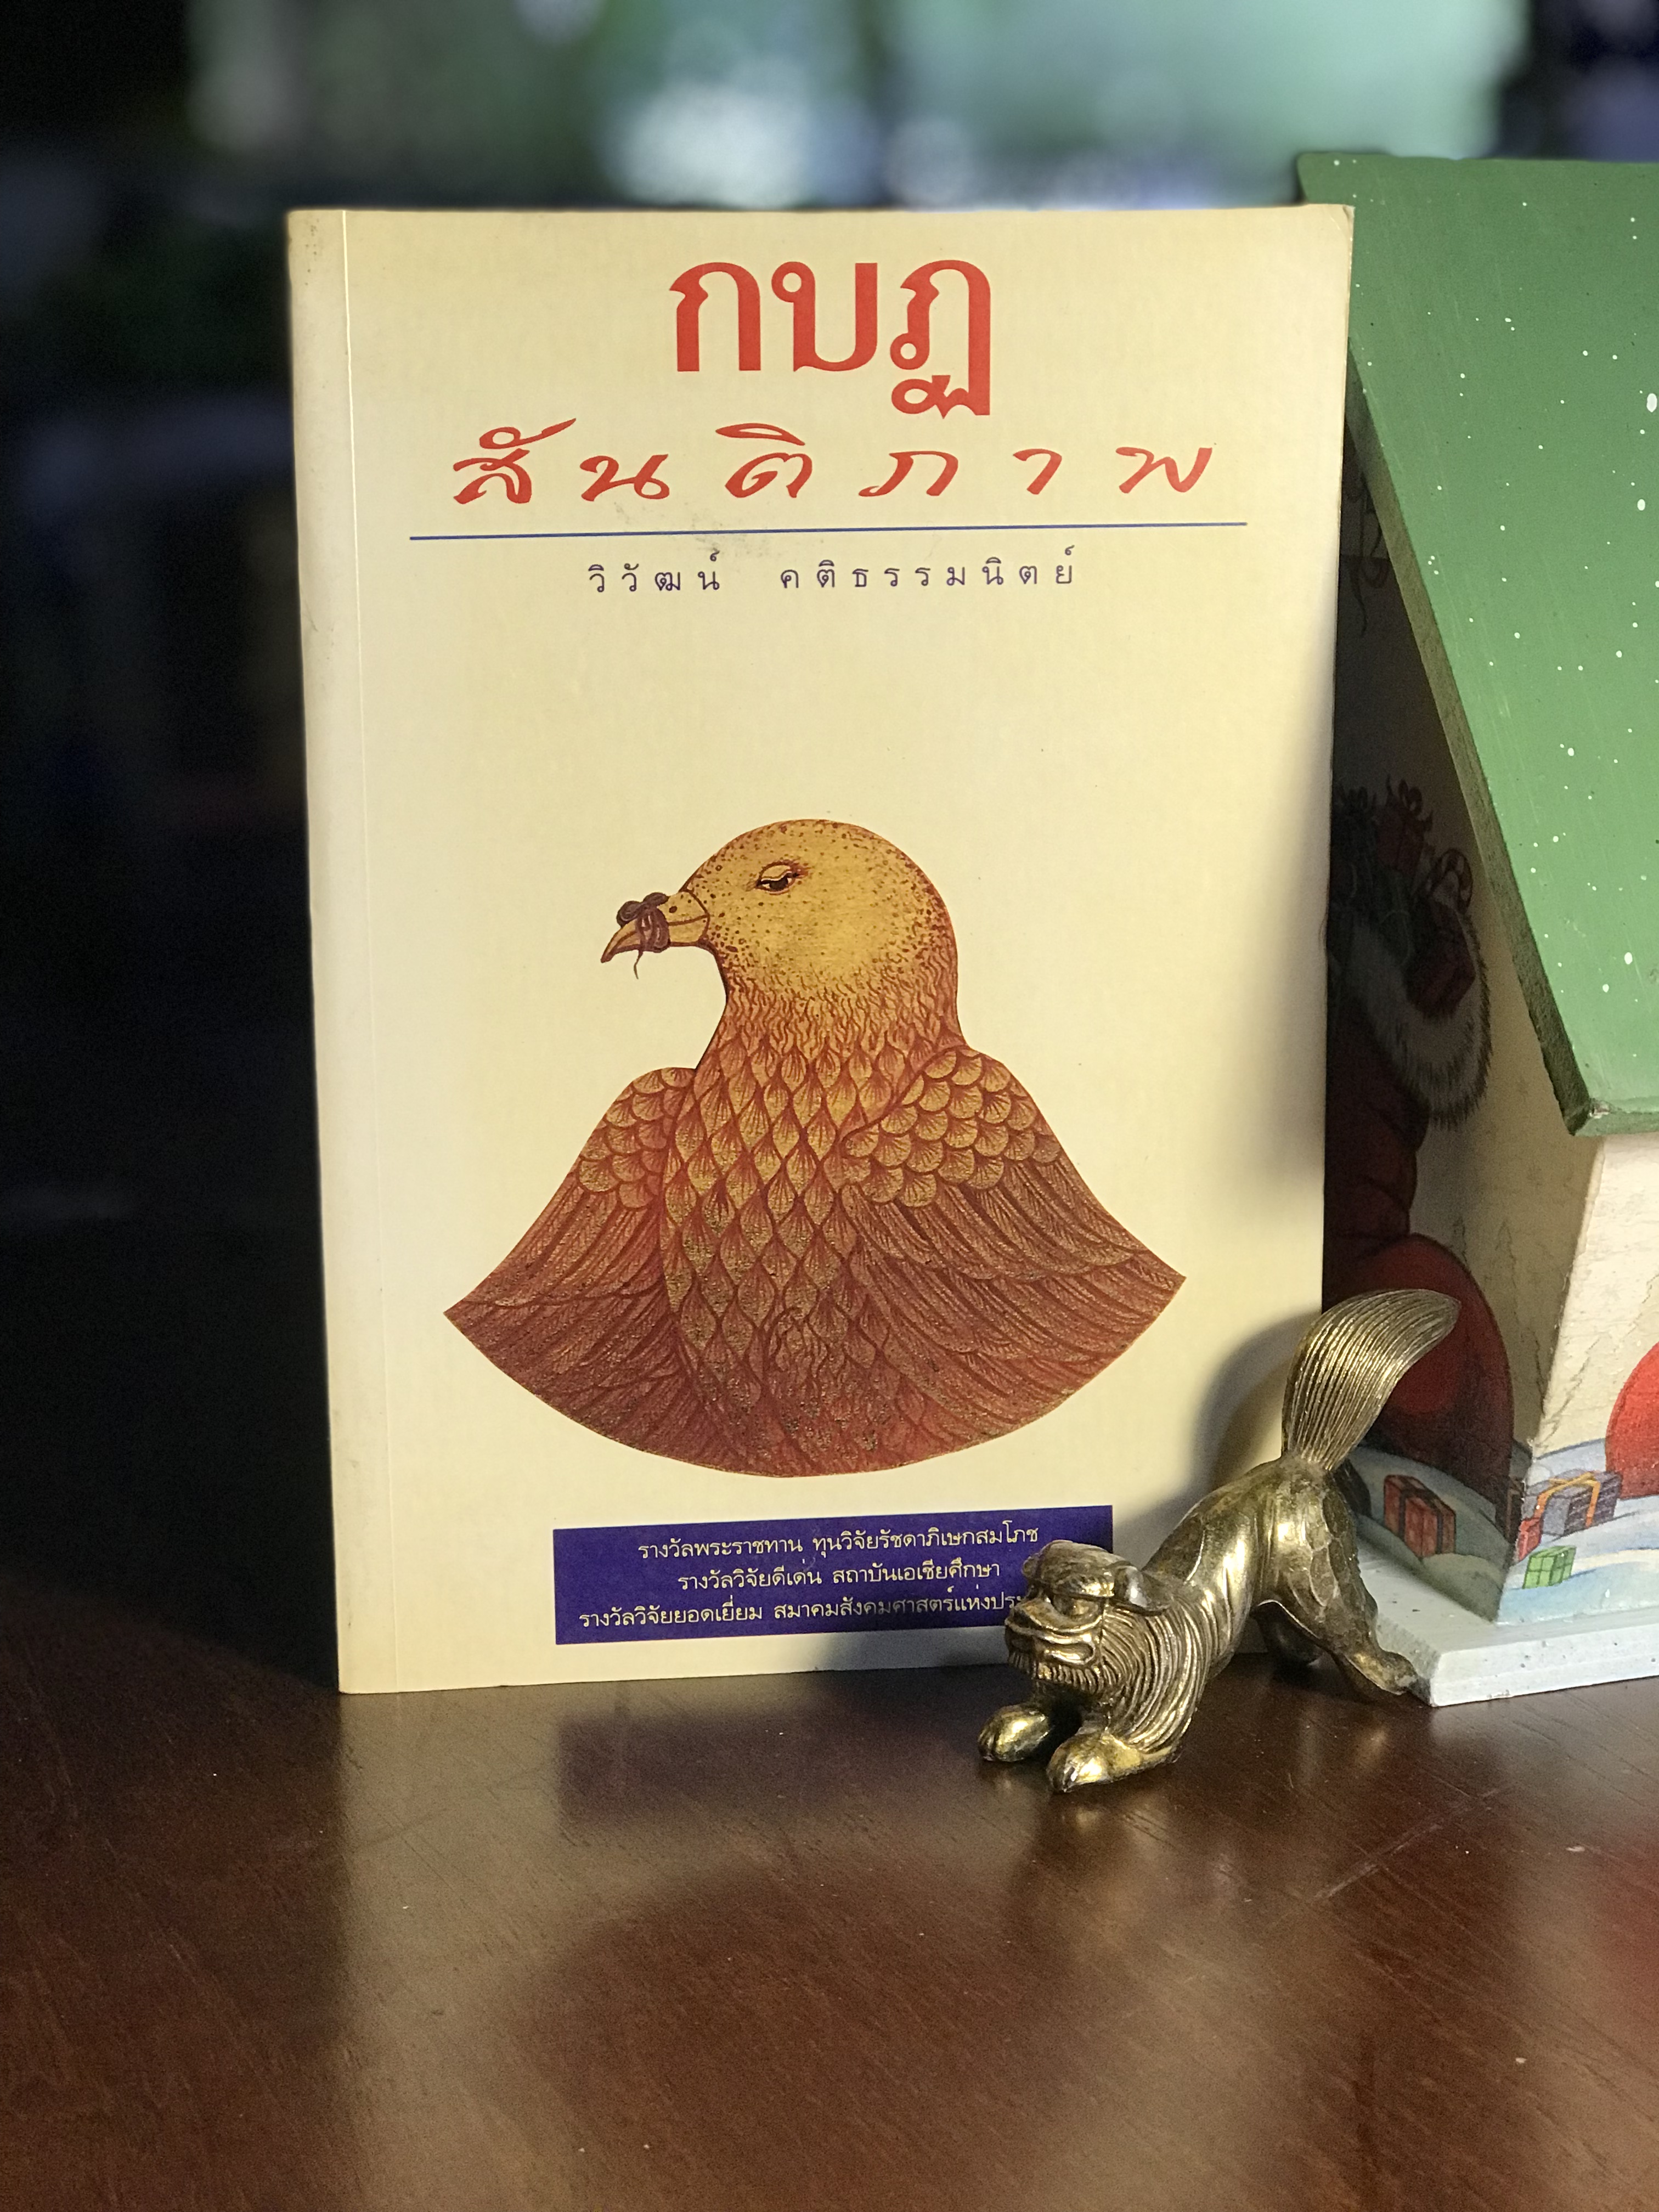 กบฏ
สันติภาพ
วิวัฒน์ คติธรรมนิตย์
รางวัลพระราชทาน ทุนวิจัยรัชดาภิเษกสมโภช
รางวัลวิจัยดีเด่น สถาบันเอเชียศึกษา
รางวัลวิจัยยอดเยี่ยม สมาคมสังคมศาสตร์แห่ง